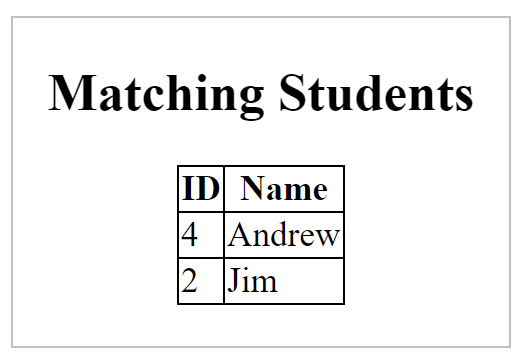 Matching Students
ID Name
4 Andrew
2 Jim